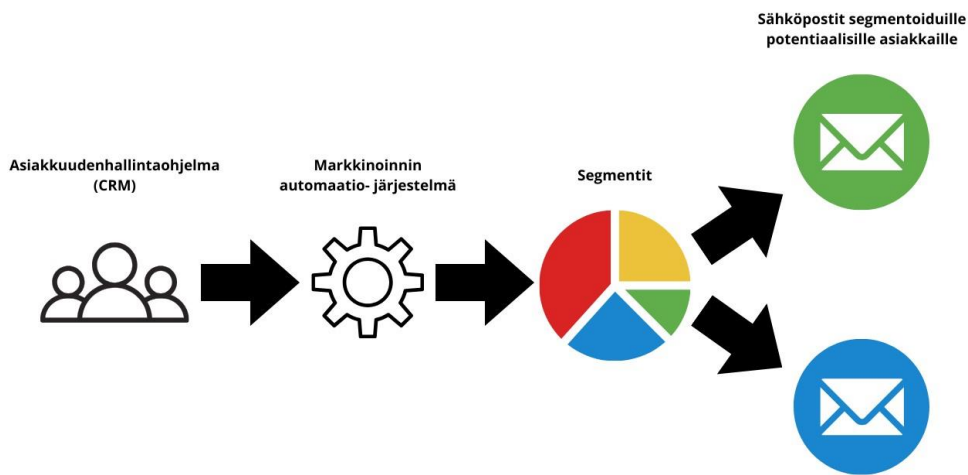 Sähköpostit segmentoiduille
potentiaalisille asiakkaille
Asiakkuudenhallintaohjelma
(CRM)
Markkinoinnin
automaatio- järjestelmä
Segmentit